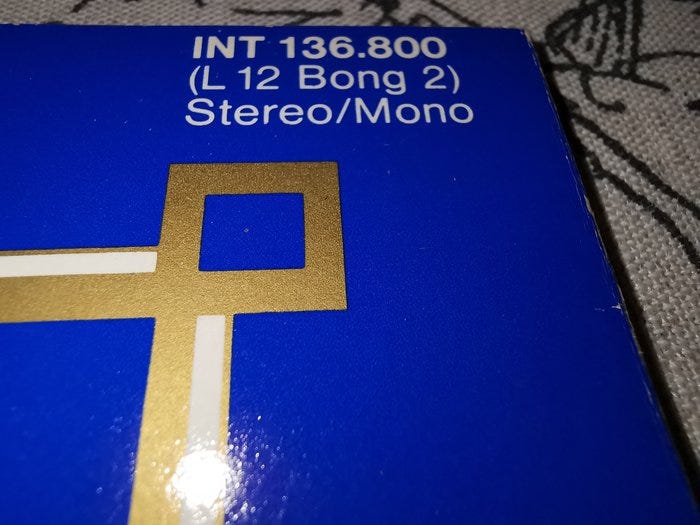 INT 136.800
(L 12 Bong 2)
Stereo/Mono